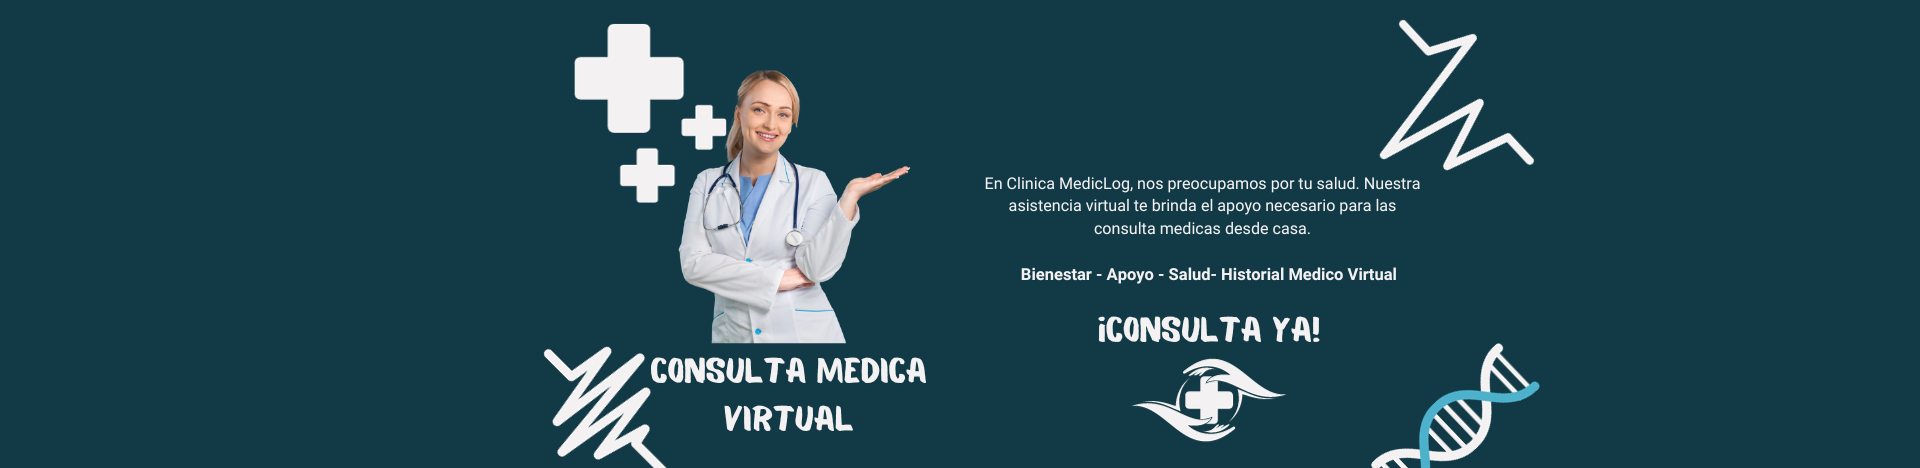 En Clinica MedicLog, nos preocupamos por tu salud. Nuestra
asistencia virtual te brinda el apoyo necesario para las
consulta medicas desde casa.
Bienestar - Apoyo - Salud- Historial Medico Virtual
¡CONSULTA YA!
CONSULTA MEDICA
VIRTUAL